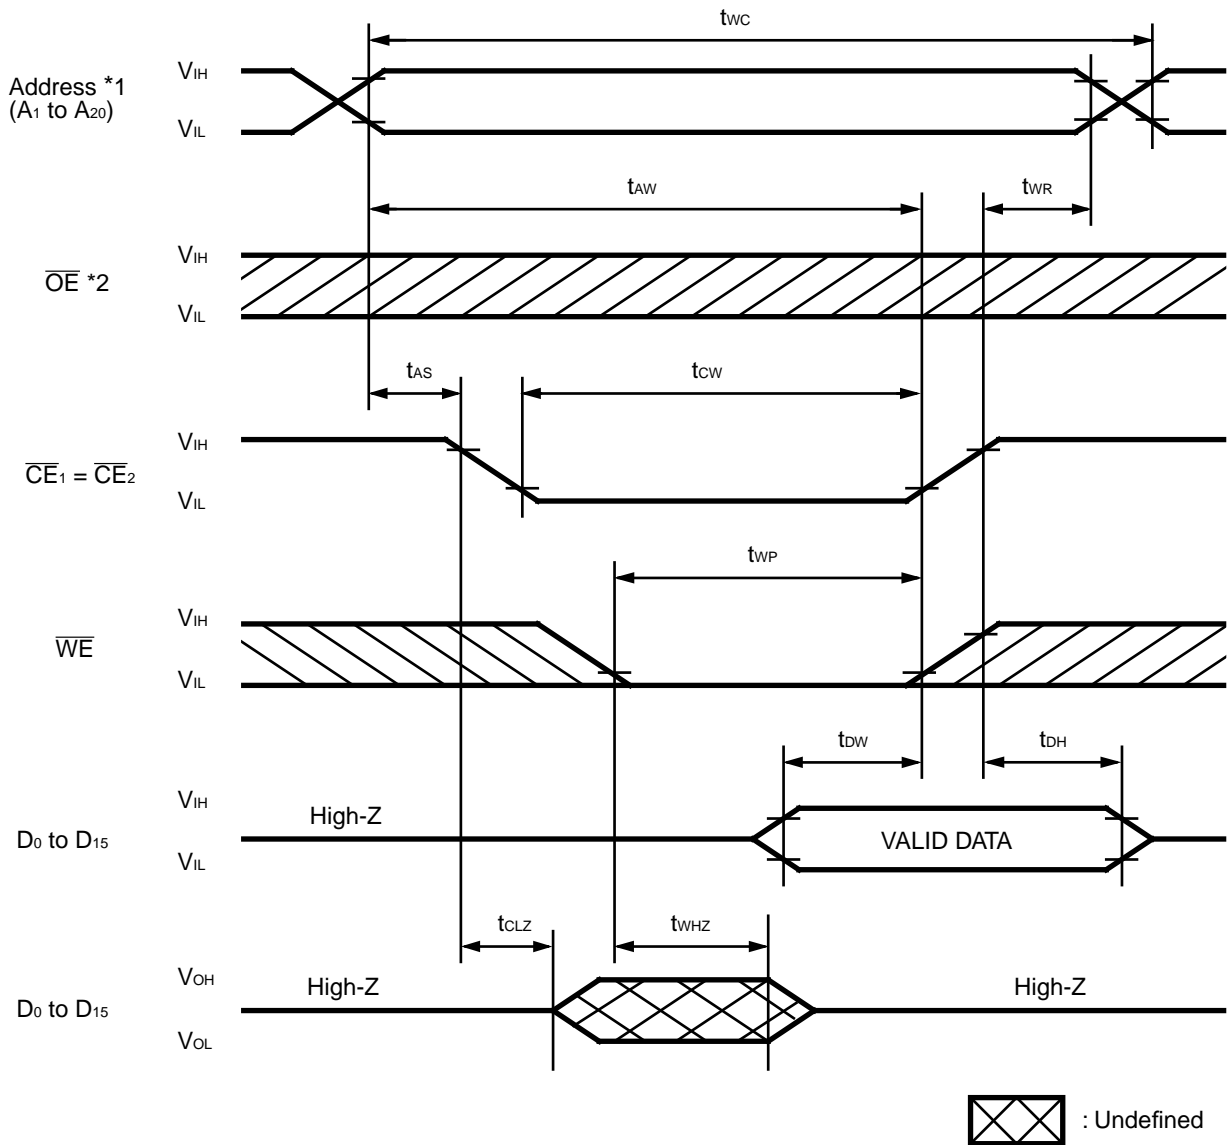 tWC
VIH
Address *1
(A1 to A20)
VIL
tAW
tWR
VIH
OE *2
VIL
tAS
tCW
VIH
CE1 = CE2
VIL
tWP
VIH
WE
VIL
tDW
tDH
VIH
High-Z
D0 to D15
VALID DATA
VIL
tCLZ
tWHZ
VOH
High-Z
High-Z
D0 to D15
VOL
: Undefined